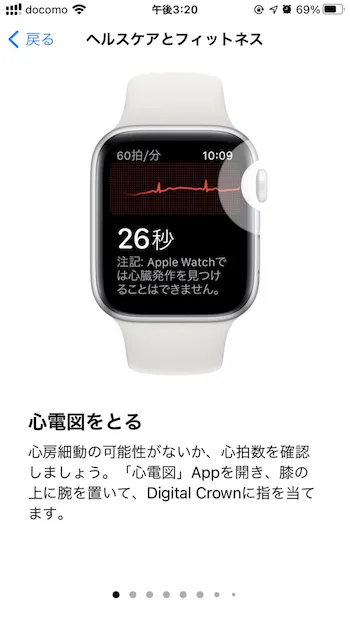 docomo 午後3:20 69%
戻る ヘルスケアとフィットネス
60拍/分 10:09
26秒
注記: Apple Watchで
は心臓発作を見つけ
ることはできません。
心電図をとる
心房細動の可能性がないか、心拍数を確認
しましょう。「心電図」Appを開き、膝の
上に腕を置いて、Digital Crownに指を当て
ます。